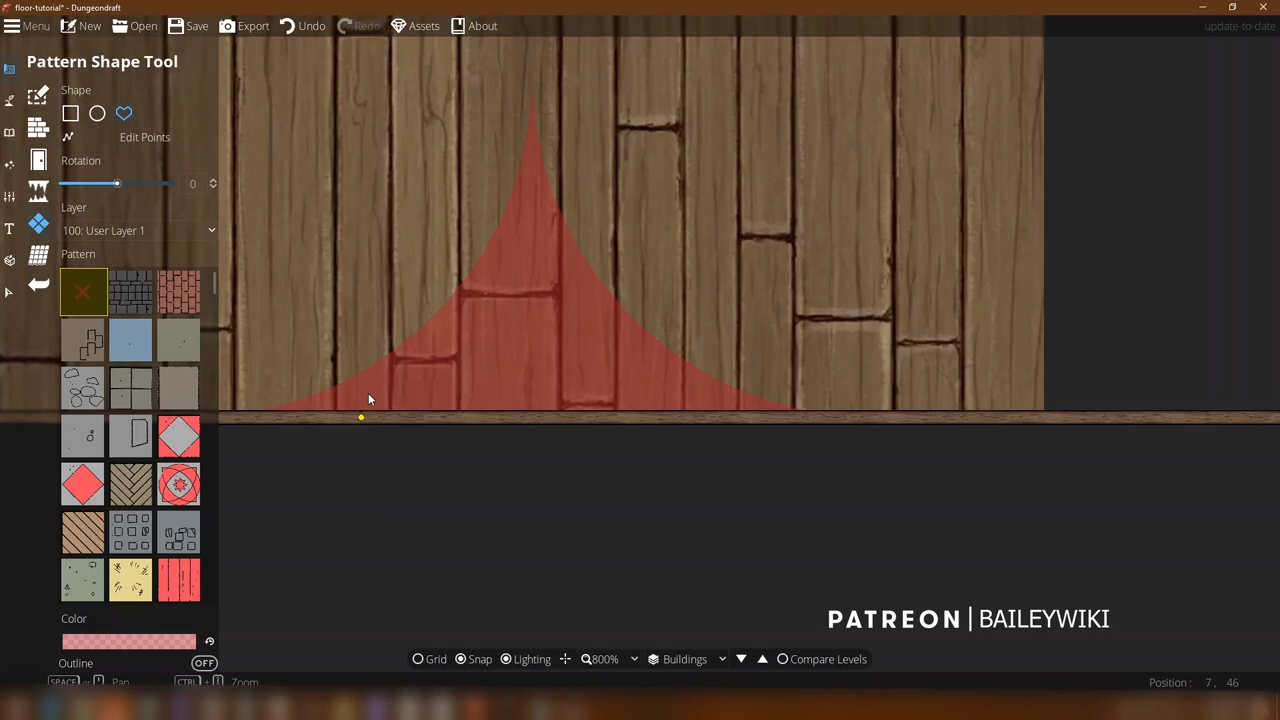 floor-tutorial* - Dungeondraft
Menu New Open Save Export Undo Redo Assets About update-to-date
Pattern Shape Tool
Shape
Edit Points
Rotation
0
Layer
100: User Layer 1
Pattern
Color
Outline OFF
PATREON | BAILEYWIKI
Grid Snap Lighting 800% Buildings Compare Levels
SPACE or Pan CTRL + Zoom Position : 7, 46